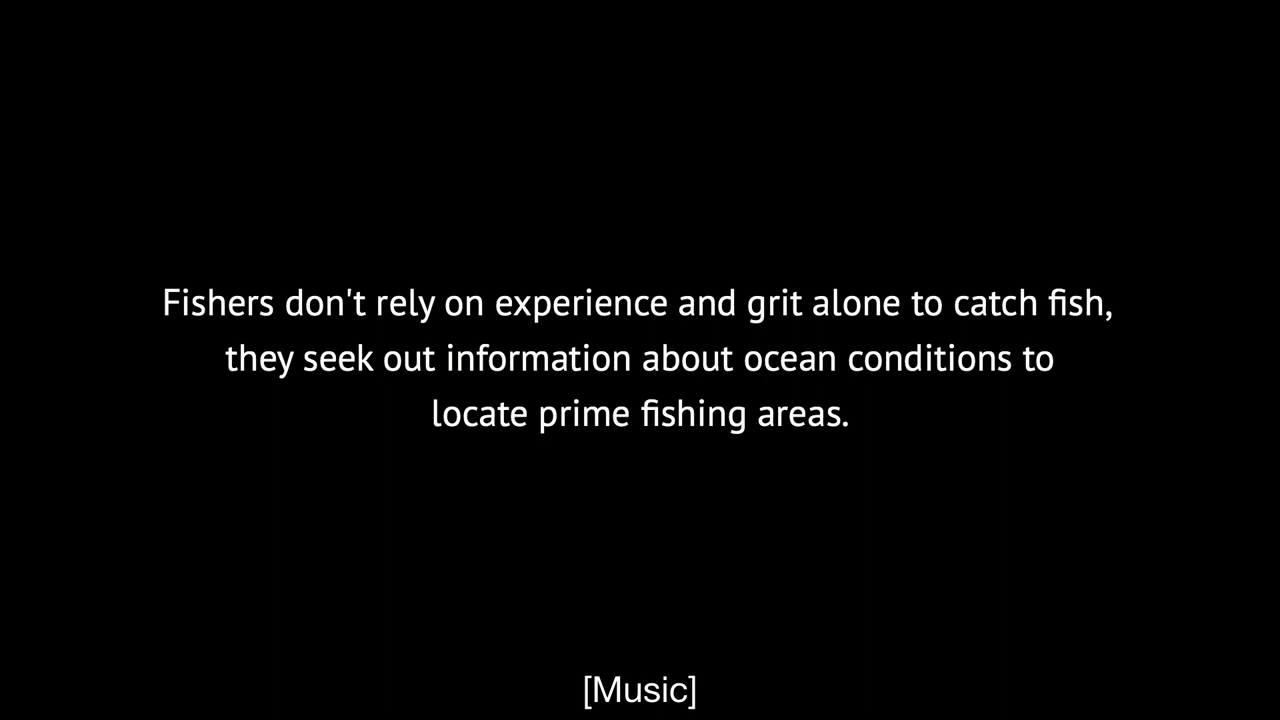 Fishers don't rely on experience and grit alone to catch fish,
they seek out information about ocean conditions to
locate prime fishing areas.
[Music]